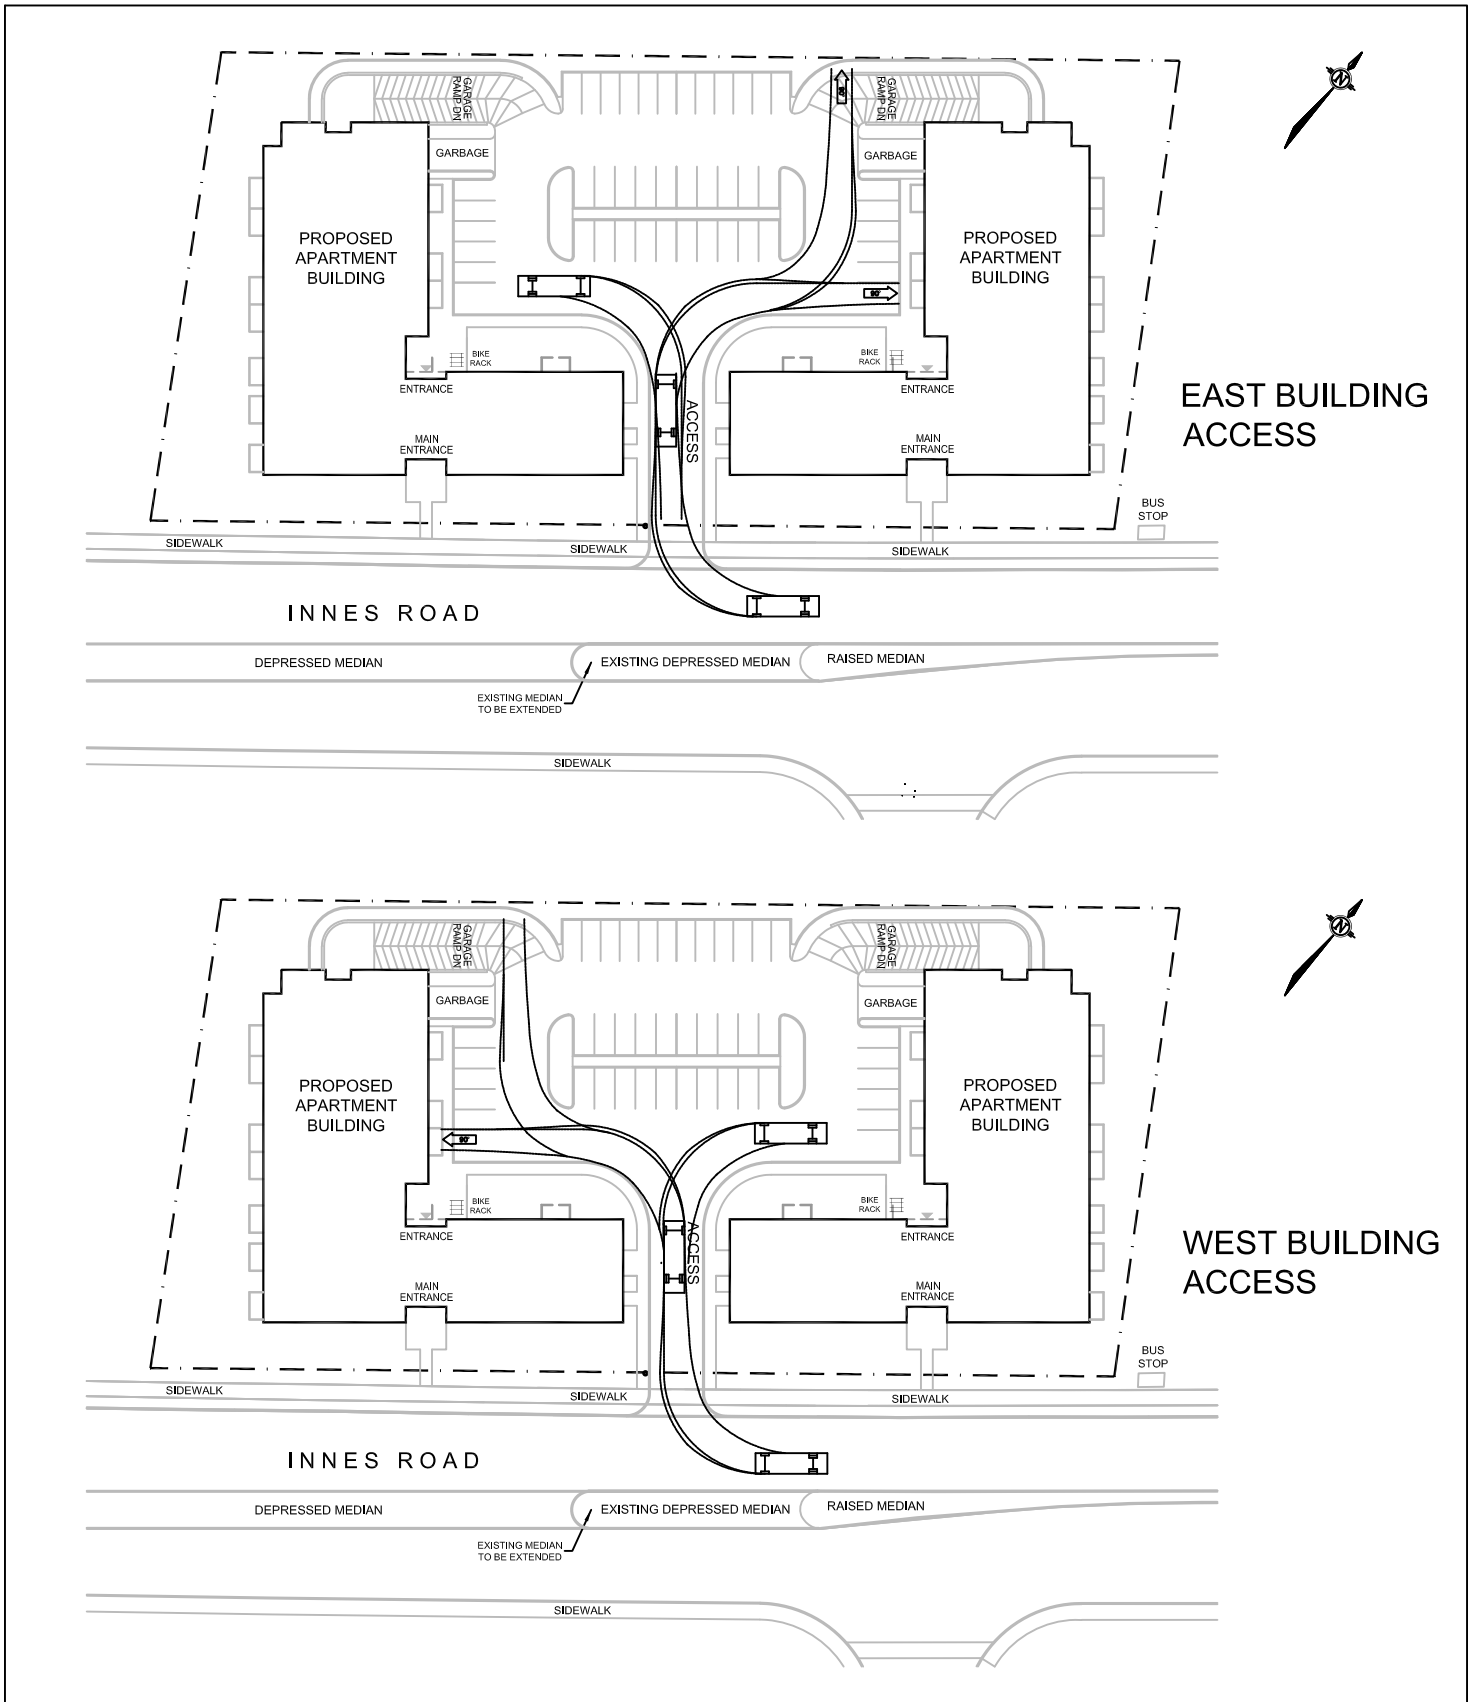 N
GARAGE
RAMP DN
GARAGE
RAMP DN
90°
GARBAGE
GARBAGE
PROPOSED
APARTMENT
BUILDING
PROPOSED
APARTMENT
BUILDING
90°
BIKE
RACK
BIKE
RACK
ENTRANCE
ENTRANCE
ACCESS
EAST BUILDING
ACCESS
MAIN
ENTRANCE
MAIN
ENTRANCE
BUS
STOP
SIDEWALK
SIDEWALK
SIDEWALK
INNES ROAD
DEPRESSED MEDIAN
EXISTING DEPRESSED MEDIAN
RAISED MEDIAN
EXISTING MEDIAN
TO BE EXTENDED
SIDEWALK
N
GARAGE
RAMP DN
GARAGE
RAMP DN
GARBAGE
GARBAGE
PROPOSED
APARTMENT
BUILDING
PROPOSED
APARTMENT
BUILDING
90°
BIKE
RACK
BIKE
RACK
ENTRANCE
ENTRANCE
ACCESS
WEST BUILDING
ACCESS
MAIN
ENTRANCE
MAIN
ENTRANCE
BUS
STOP
SIDEWALK
SIDEWALK
SIDEWALK
INNES ROAD
DEPRESSED MEDIAN
EXISTING DEPRESSED MEDIAN
RAISED MEDIAN
EXISTING MEDIAN
TO BE EXTENDED
SIDEWALK